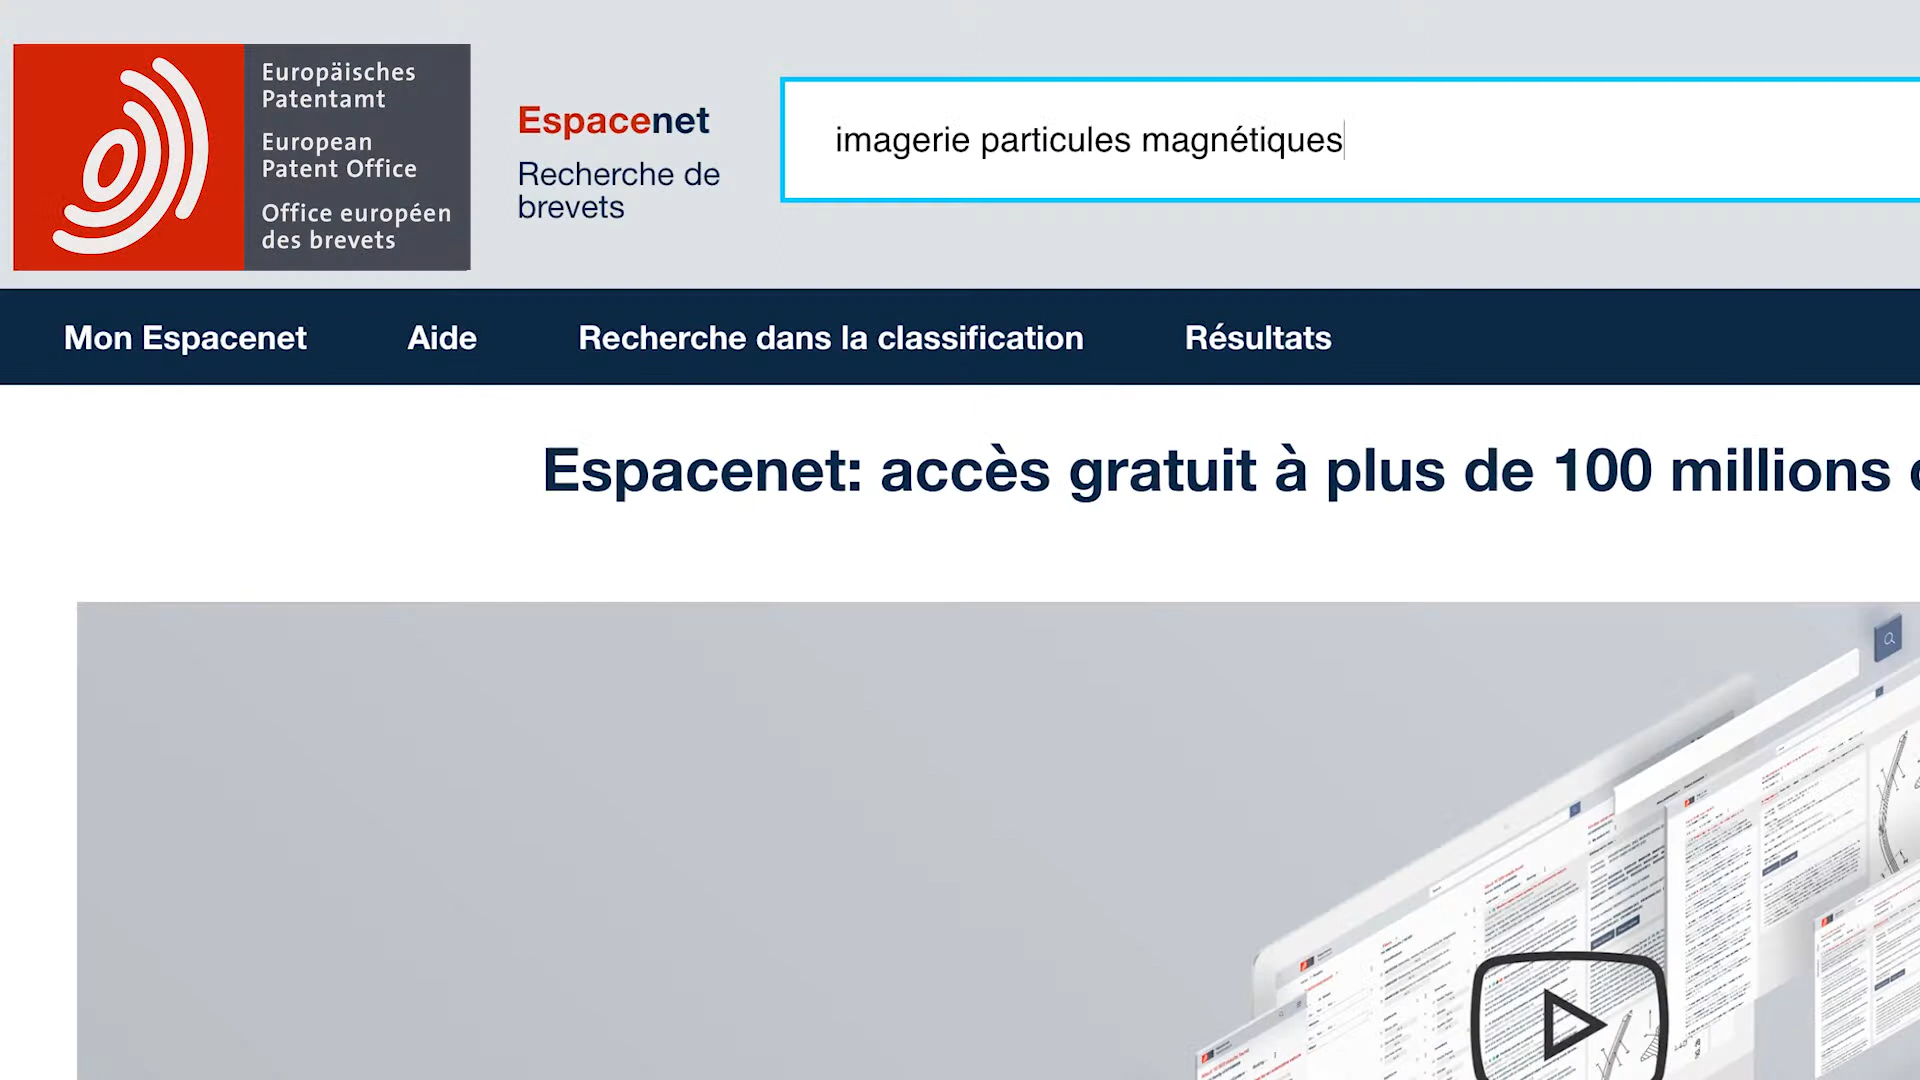 Europäisches
Patentamt
European
Patent Office
Office européen
des brevets
Espacenet
Recherche de
brevets
imagerie particules magnétiques
Mon Espacenet
Aide
Recherche dans la classification
Résultats
Espacenet: accès gratuit à plus de 100 millions